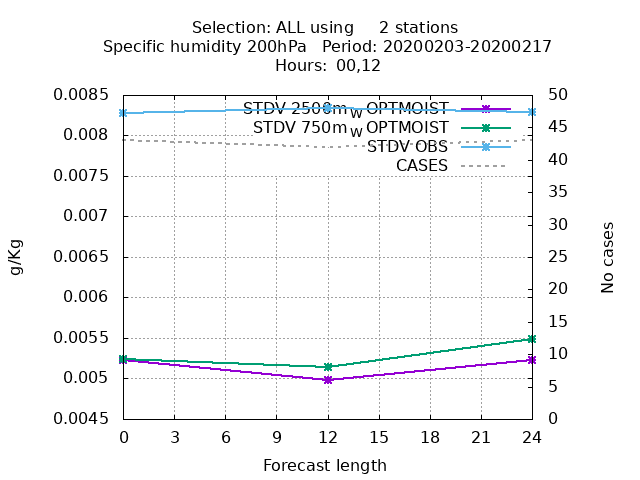 Selection: ALL using     2 stations
Specific humidity 200hPa   Period: 20200203-20200217
Hours: 00,12
0.0085
0.008
0.0075
0.007
0.0065
0.006
0.0055
0.005
0.0045
g/Kg
STDV 2500m_w OPTMOIST
STDV 750m_w OPTMOIST
STDV OBS
CASES
50
45
40
35
30
25
20
15
10
5
0
No cases
0 3 6 9 12 15 18 21 24
Forecast length